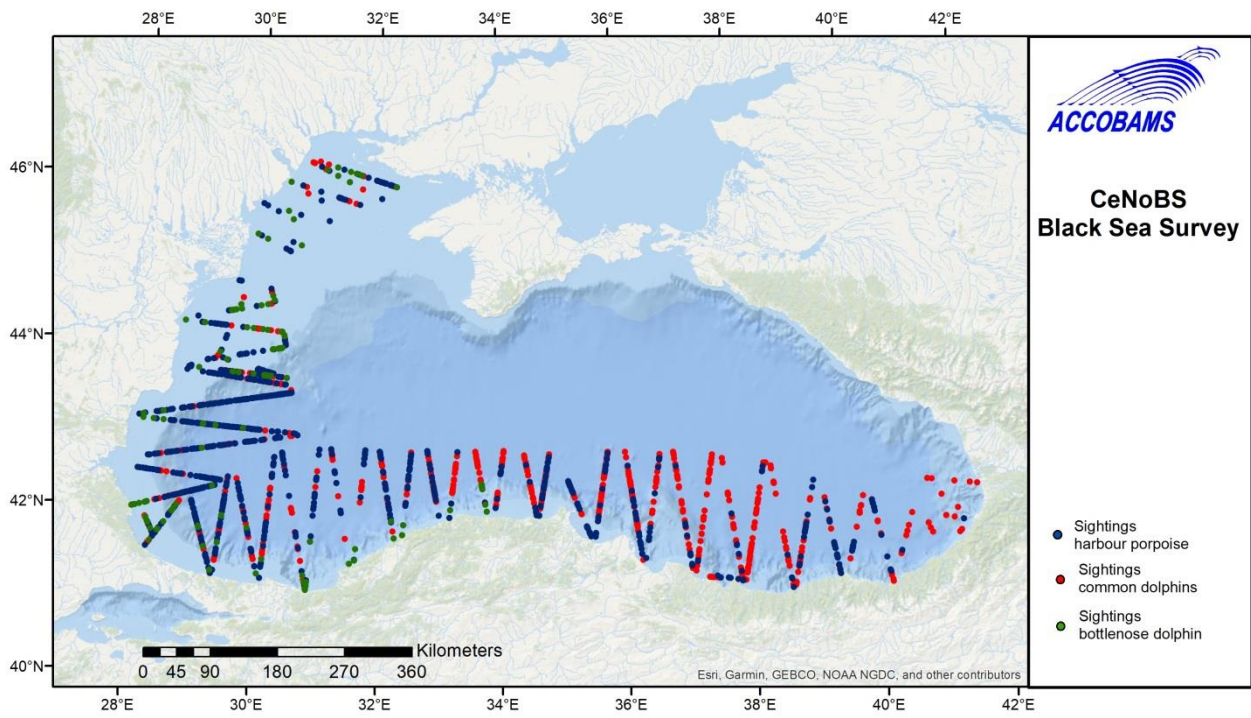 28°E 30°E 32°E 34°E 36°E 38°E 40°E 42°E
ACCOBAMS
CeNoBS
Black Sea Survey
46°N
44°N
42°N
40°N
Sightings
harbour porpoise
Sightings
common dolphins
Sightings
bottlenose dolphin
Kilometers
0 45 90 180 270 360
Esri, Garmin, GEBCO, NOAA NGDC, and other contributors
28°E 30°E 32°E 34°E 36°E 38°E 40°E 42°E